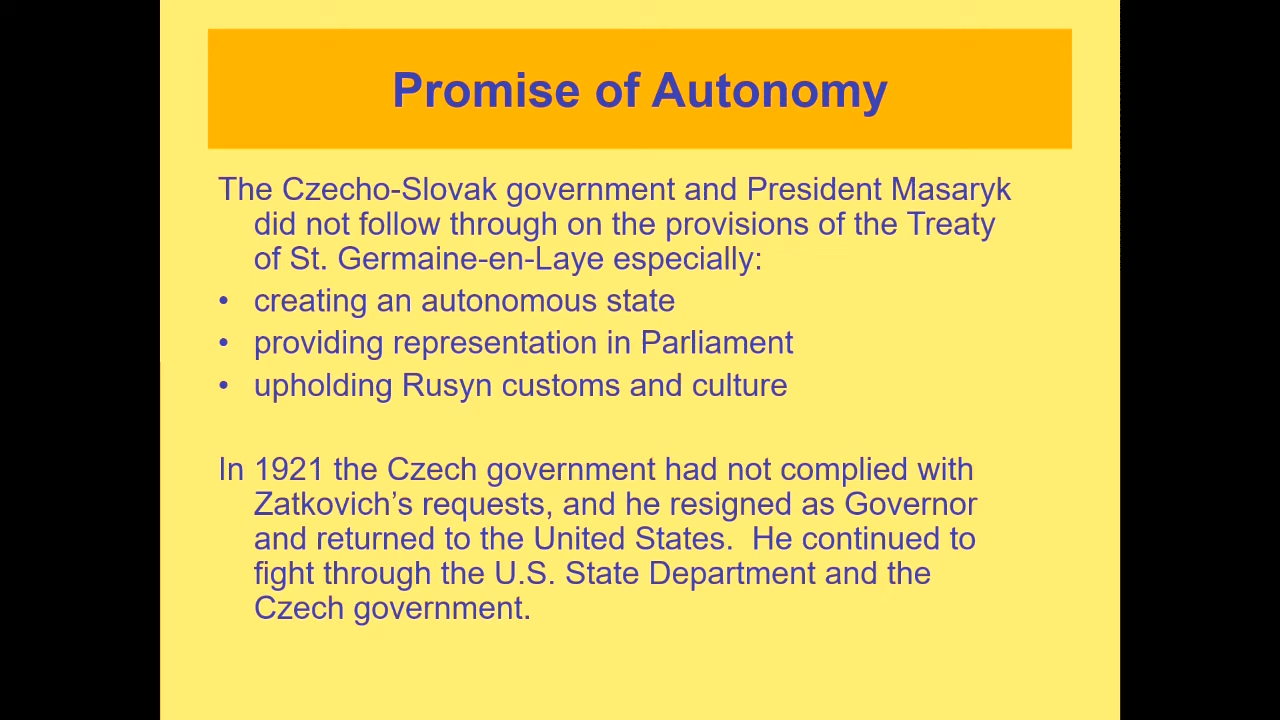 Promise of Autonomy
The Czecho-Slovak government and President Masaryk
did not follow through on the provisions of the Treaty
of St. Germaine-en-Laye especially:
• creating an autonomous state
• providing representation in Parliament
• upholding Rusyn customs and culture
In 1921 the Czech government had not complied with
Zatkovich’s requests, and he resigned as Governor
and returned to the United States.  He continued to
fight through the U.S. State Department and the
Czech government.